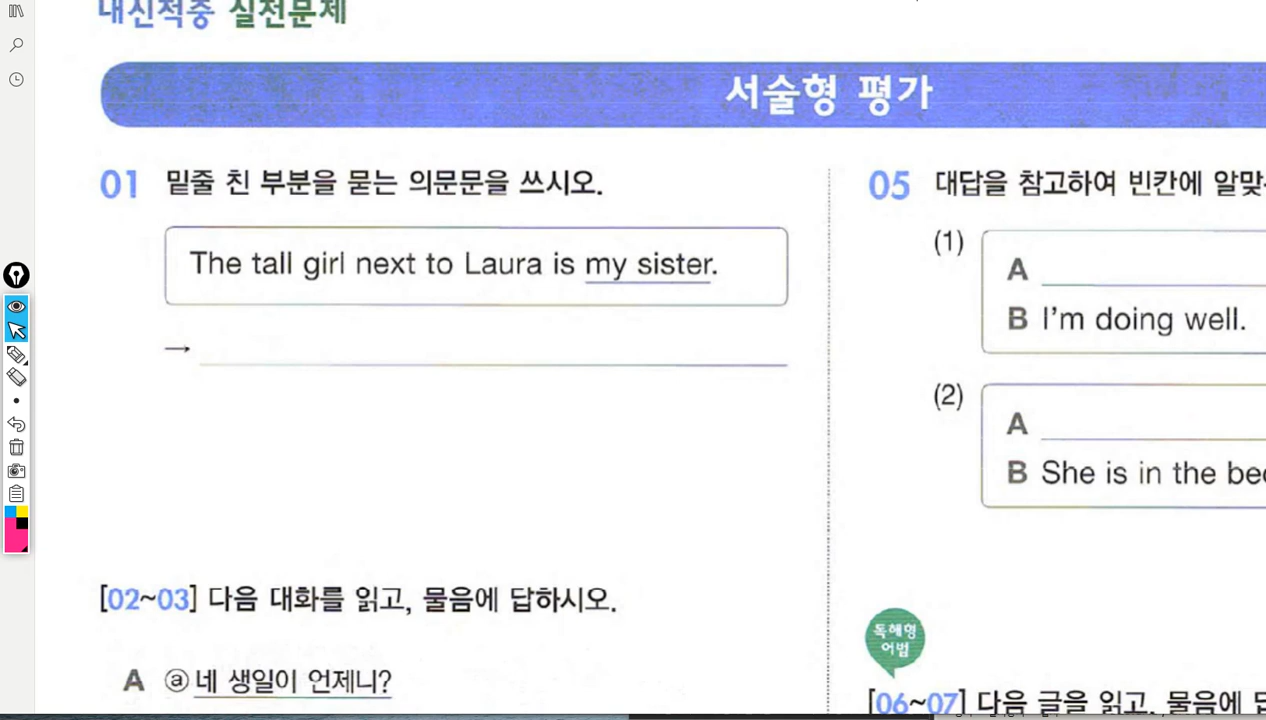 내신적중 실전문제
서술형 평가
01 밑줄 친 부분을 묻는 의문문을 쓰시오.
The tall girl next to Laura is my sister.
→
[02~03] 다음 대화를 읽고, 물음에 답하시오.
A ⓐ 네 생일이 언제니?
05 대답을 참고하여 빈칸에
(1)
A
B I'm doing well.
(2)
A
B She is in the
독해형
어법
[06~07] 다음 글을 읽고, 물음에